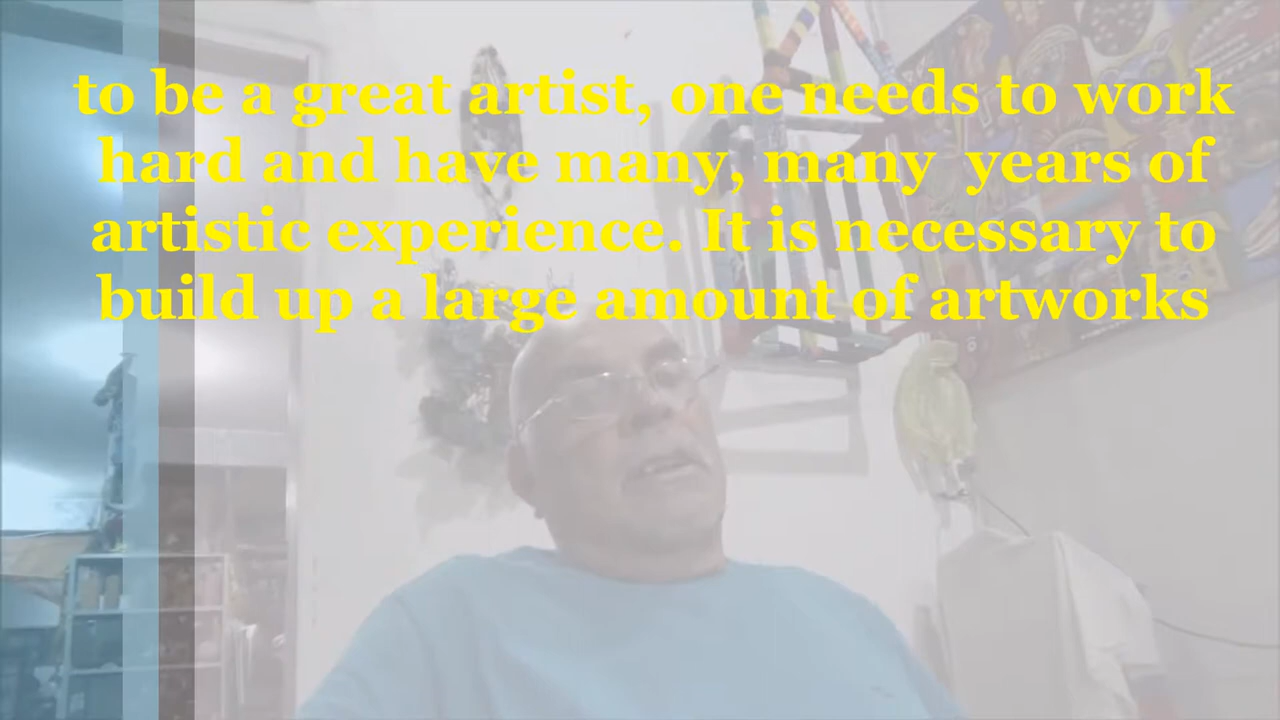 to be a great artist, one needs to work
hard and have many, many  years of
artistic experience. It is necessary to
build up a large amount of artworks